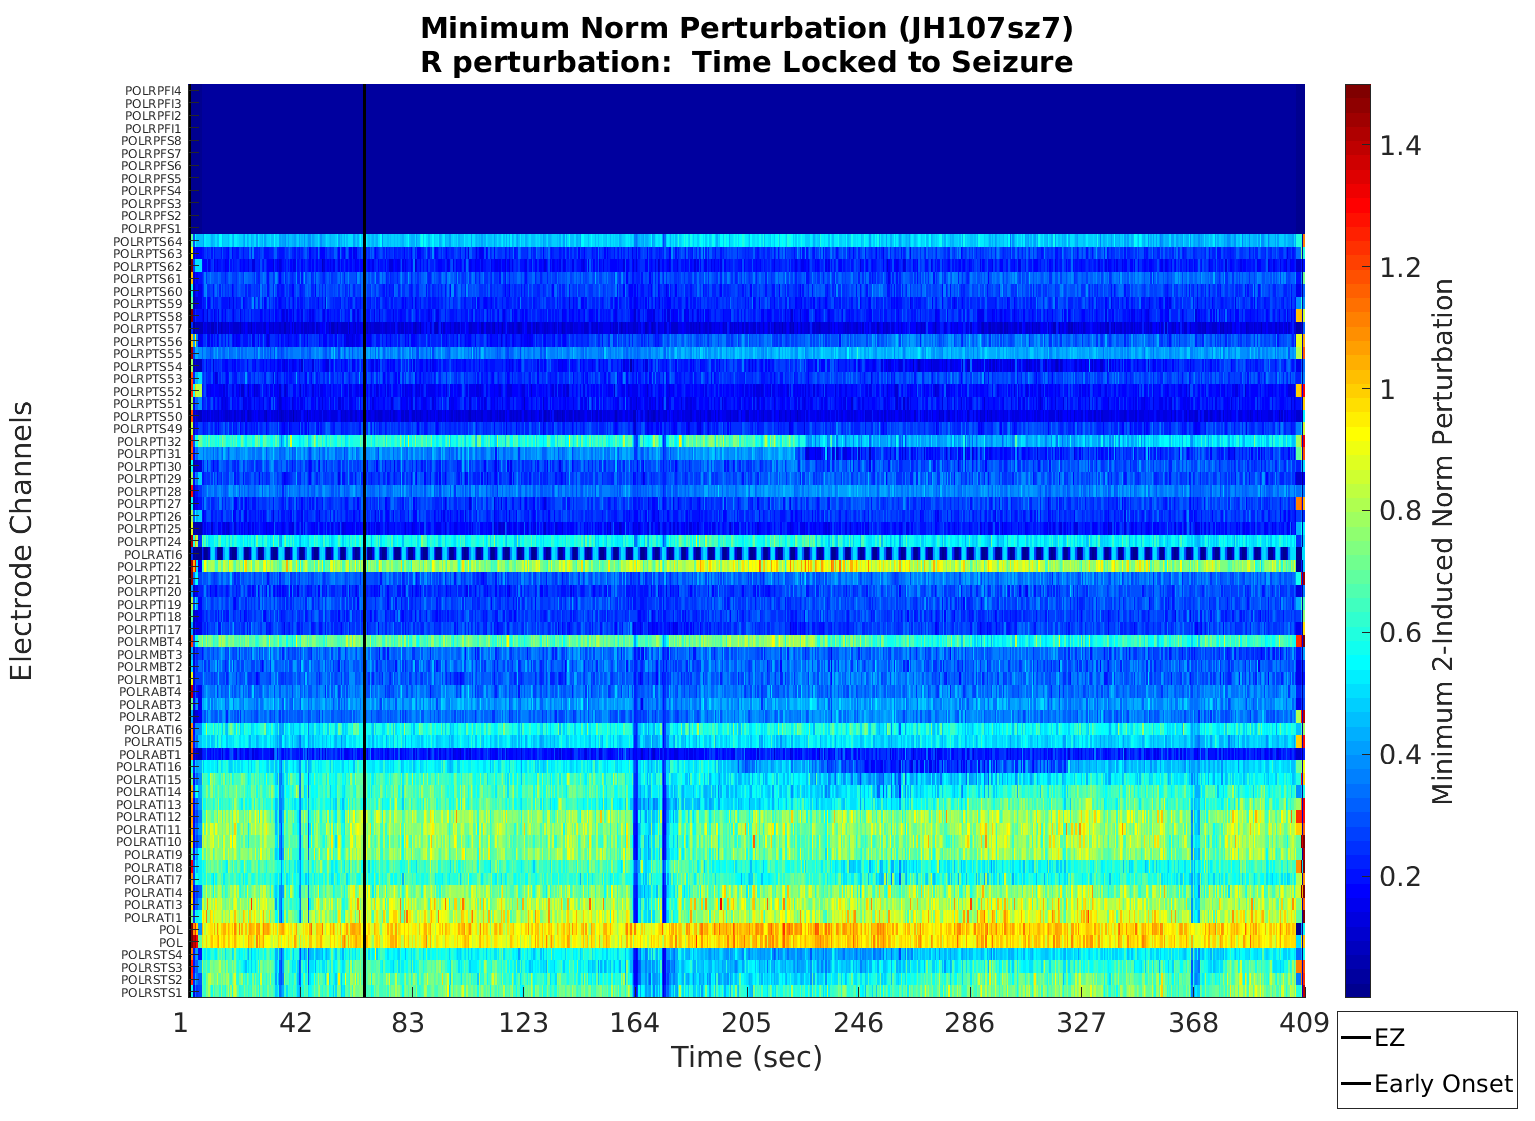 Minimum Norm Perturbation (JH107sz7)
R perturbation:  Time Locked to Seizure
Electrode Channels
POLRPFI4
POLRPFI3
POLRPFI2
POLRPFI1
POLRPFS8
POLRPFS7
POLRPFS6
POLRPFS5
POLRPFS4
POLRPFS3
POLRPFS2
POLRPFS1
POLRPTS64
POLRPTS63
POLRPTS62
POLRPTS61
POLRPTS60
POLRPTS59
POLRPTS58
POLRPTS57
POLRPTS56
POLRPTS55
POLRPTS54
POLRPTS53
POLRPTS52
POLRPTS51
POLRPTS50
POLRPTS49
POLRPTI32
POLRPTI31
POLRPTI30
POLRPTI29
POLRPTI28
POLRPTI27
POLRPTI26
POLRPTI25
POLRPTI24
POLRATI6
POLRPTI22
POLRPTI21
POLRPTI20
POLRPTI19
POLRPTI18
POLRPTI17
POLRMBT4
POLRMBT3
POLRMBT2
POLRMBT1
POLRABT4
POLRABT3
POLRABT2
POLRATI6
POLRATI5
POLRABT1
POLRATI16
POLRATI15
POLRATI14
POLRATI13
POLRATI12
POLRATI11
POLRATI10
POLRATI9
POLRATI8
POLRATI7
POLRATI4
POLRATI3
POLRATI1
POL
POL
POLRSTS4
POLRSTS3
POLRSTS2
POLRSTS1
1 42 83 123 164 205 246 286 327 368 409
Time (sec)
1.4
1.2
1
0.8
0.6
0.4
0.2
Minimum 2-Induced Norm Perturbation
EZ
Early Onset